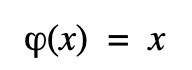 φ(x) = x